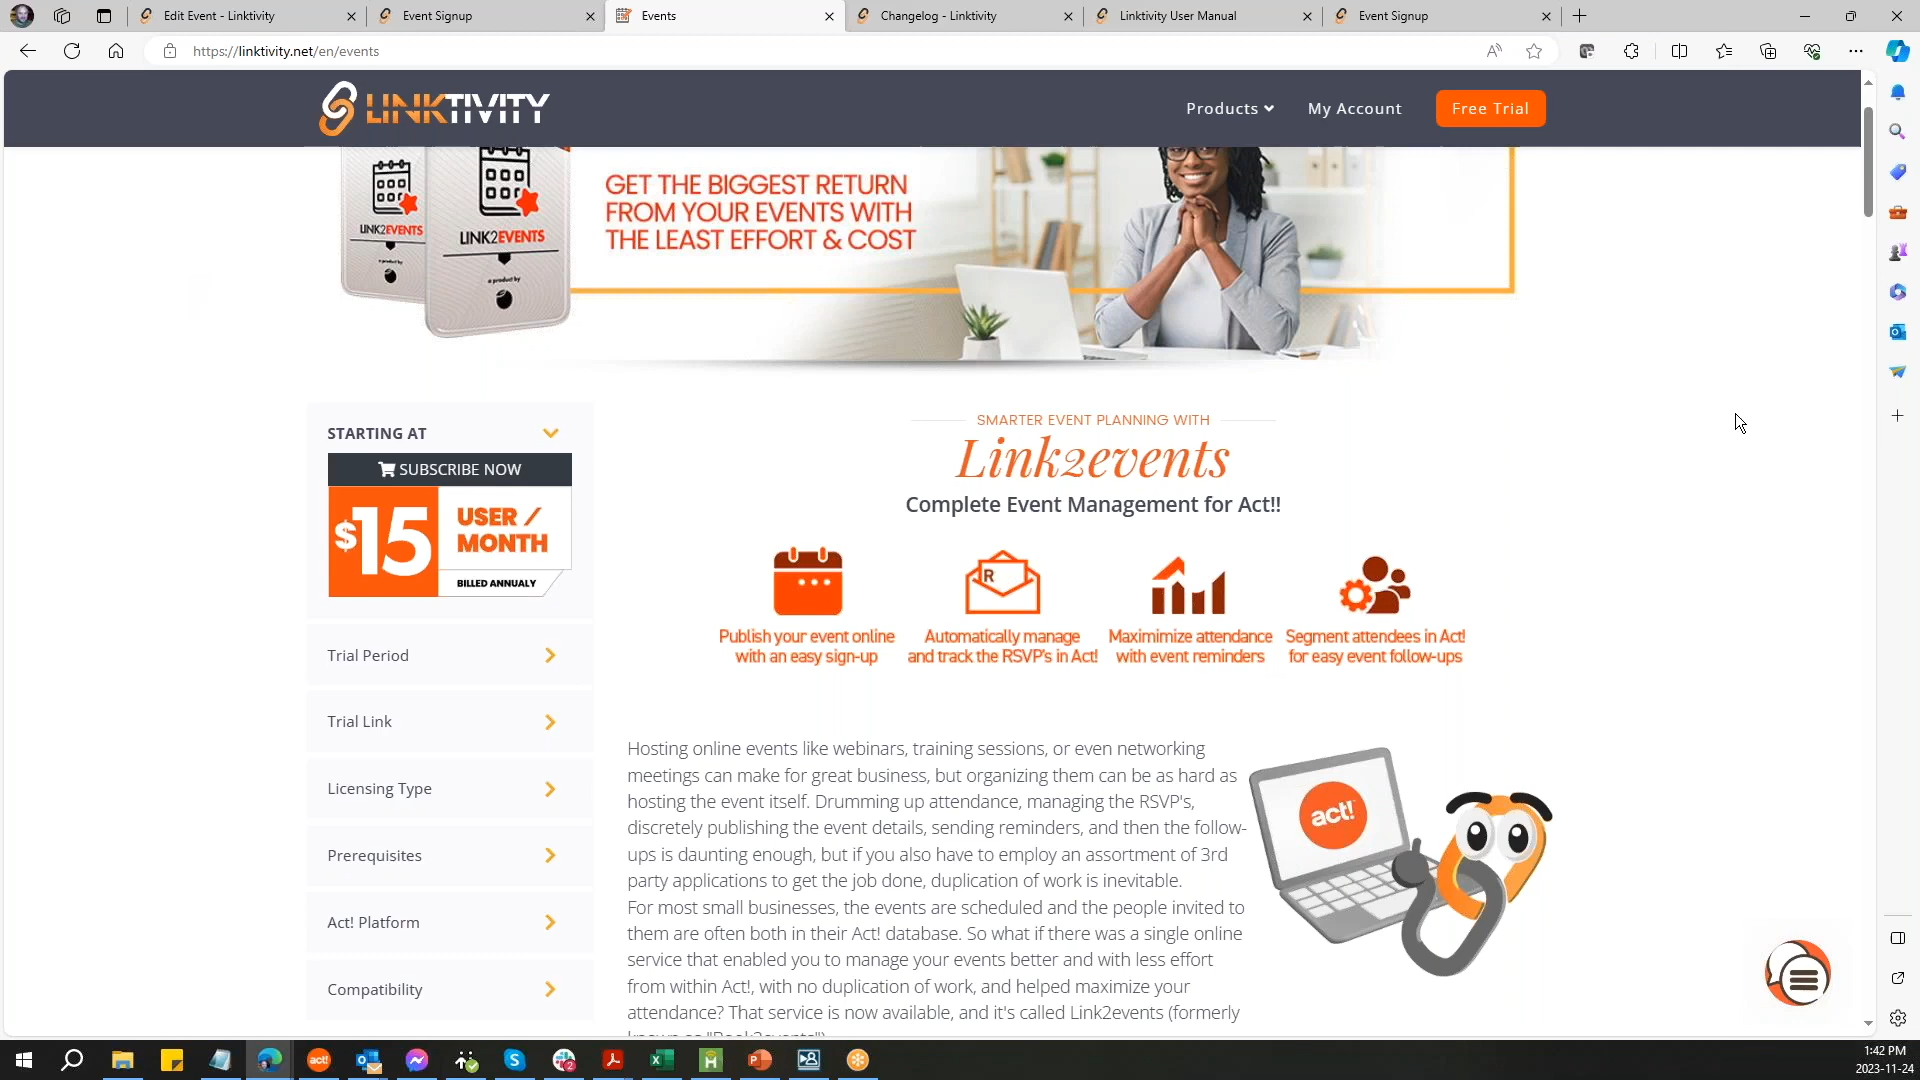 Edit Event - Linktivity
Event Signup
Events
Changelog - Linktivity
Linktivity User Manual
Event Signup
https://linktivity.net/en/events
LINKTIVITY
Products
My Account
Free Trial
LINK2EVENTS
a product by
LINK2EVENTS
a product by
GET THE BIGGEST RETURN
FROM YOUR EVENTS WITH
THE LEAST EFFORT & COST
STARTING AT
SUBSCRIBE NOW
$15
USER /
MONTH
BILLED ANNUALY
Trial Period
Trial Link
Licensing Type
Prerequisites
Act! Platform
Compatibility
SMARTER EVENT PLANNING WITH
Link2events
Complete Event Management for Act!!
Publish your event online
with an easy sign-up
Automatically manage
and track the RSVP's in Act!
Maximimize attendance
with event reminders
Segment attendees in Act!
for easy event follow-ups
Hosting online events like webinars, training sessions, or even networking
meetings can make for great business, but organizing them can be as hard as
hosting the event itself. Drumming up attendance, managing the RSVP's,
discretely publishing the event details, sending reminders, and then the follow-
ups is daunting enough, but if you also have to employ an assortment of 3rd
party applications to get the job done, duplication of work is inevitable.
For most small businesses, the events are scheduled and the people invited to
them are often both in their Act! database. So what if there was a single online
service that enabled you to manage your events better and with less effort
from within Act!, with no duplication of work, and helped maximize your
attendance? That service is now available, and it's called Link2events (formerly
act!
act!
1:42 PM
2023-11-24